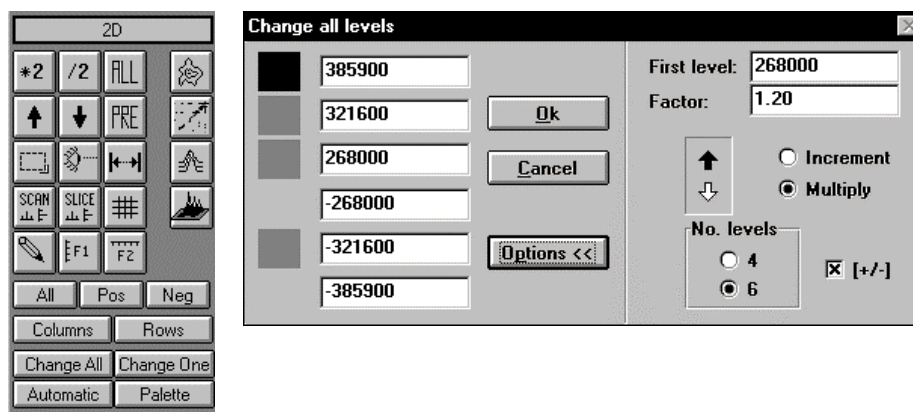 2D
*2 /2 ALL
PRE
SCAN SLICE
F1 F2
All Pos Neg
Columns Rows
Change All Change One
Automatic Palette
Change all levels
385900
321600
268000
-268000
-321600
-385900
Ok
Cancel
Options <<
First level: 268000
Factor: 1.20
Increment
Multiply
No. levels
4
6
[+/-]